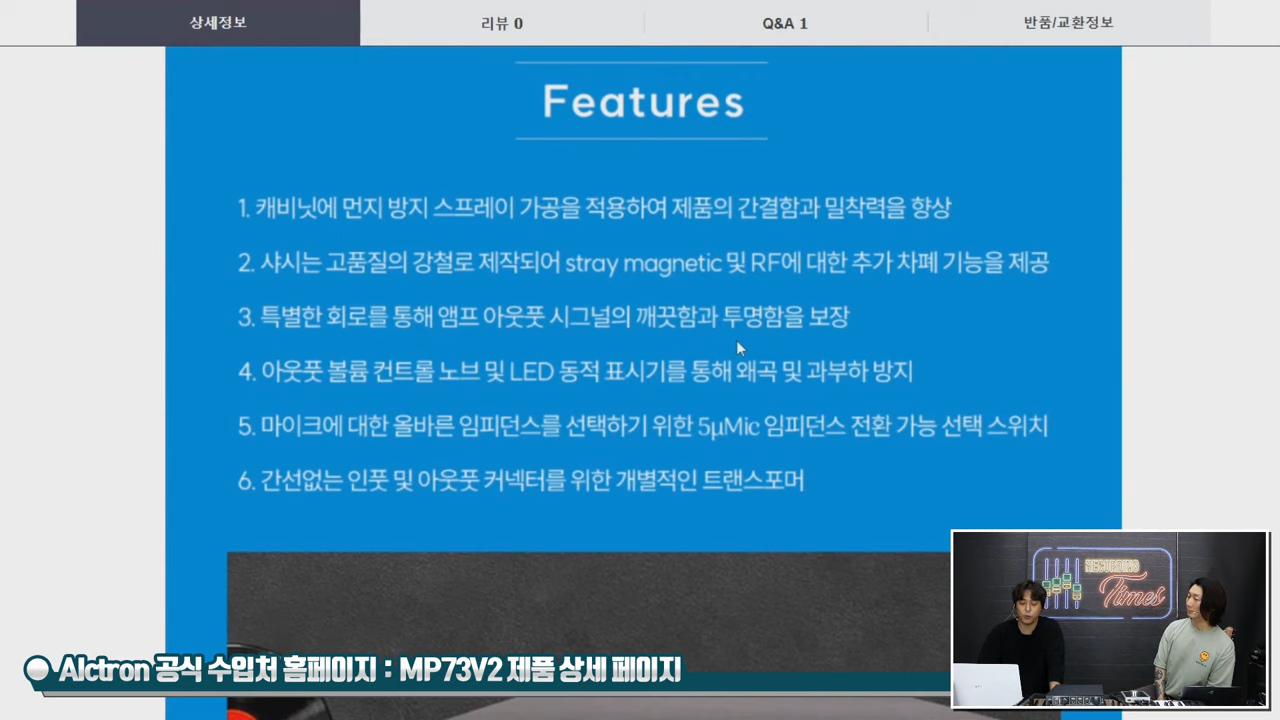 상세정보
리뷰 0
Q&A 1
반품/교환정보
Features
1. 캐비닛에 먼지 방지 스프레이 가공을 적용하여 제품의 간결함과 밀착력을 향상
2. 샤시는 고품질의 강철로 제작되어 stray magnetic 및 RF에 대한 추가 차폐 기능을 제공
3. 특별한 회로를 통해 앰프 아웃풋 시그널의 깨끗함과 투명함을 보장
4. 아웃풋 볼륨 컨트롤 노브 및 LED 동적 표시기를 통해 왜곡 및 과부하 방지
5. 마이크에 대한 올바른 임피던스를 선택하기 위한 5μMic 임피던스 전환 가능 선택 스위치
6. 간선없는 인풋 및 아웃풋 커넥터를 위한 개별적인 트랜스포머
RECORDING
Times
Alctron 공식 수입처 홈페이지 : MP73V2 제품 상세 페이지